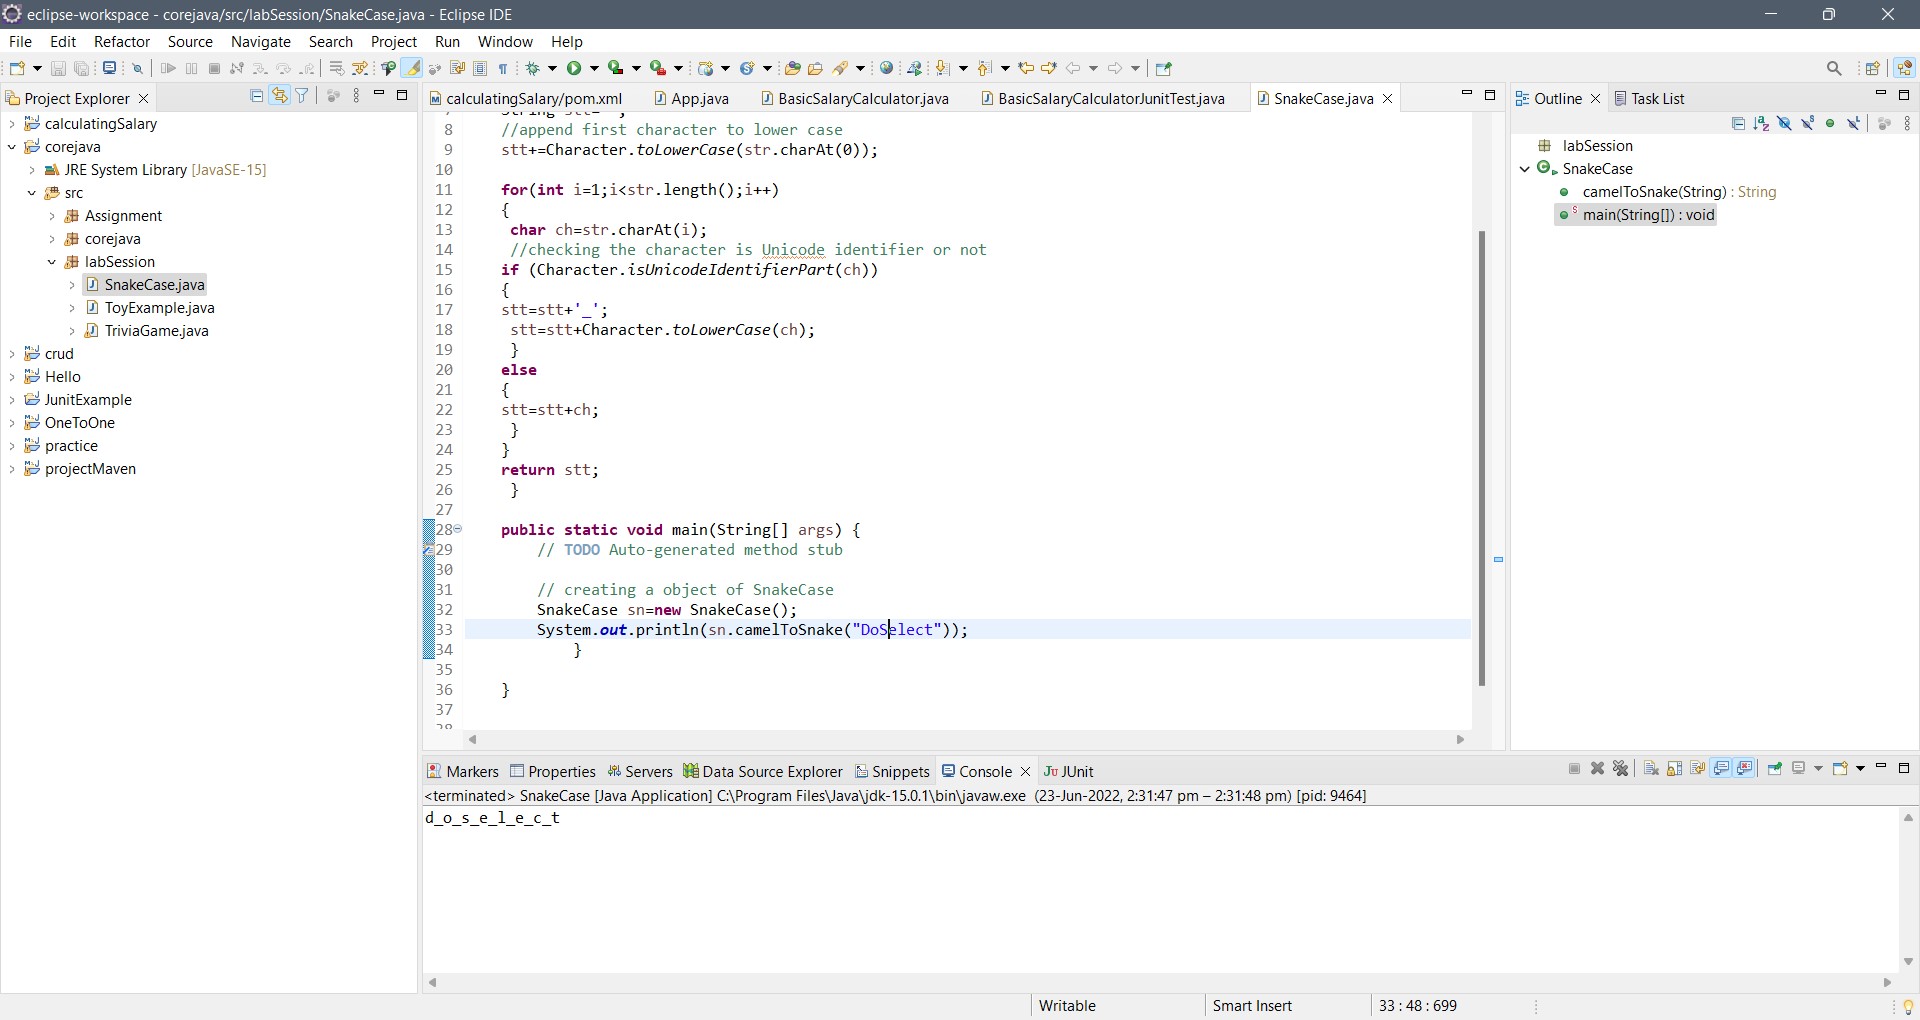 eclipse-workspace - corejava/src/labSession/SnakeCase.java - Eclipse IDE
File Edit Refactor Source Navigate Search Project Run Window Help
Project Explorer
calculatingSalary
corejava
JRE System Library [JavaSE-15]
src
Assignment
corejava
labSession
SnakeCase.java
ToyExample.java
TriviaGame.java
crud
Hello
JunitExample
OneToOne
practice
projectMaven
calculatingSalary/pom.xml App.java BasicSalaryCalculator.java BasicSalaryCalculatorJunitTest.java SnakeCase.java
8 //append first character to lower case
9 stt+=Character.toLowerCase(str.charAt(0));
10
11 for(int i=1;i<str.length();i++)
12 {
13 char ch=str.charAt(i);
14 //checking the character is Unicode identifier or not
15 if (Character.isUnicodeIdentifierPart(ch))
16 {
17 stt=stt+'_';
18 stt=stt+Character.toLowerCase(ch);
19 }
20 else
21 {
22 stt=stt+ch;
23 }
24 }
25 return stt;
26 }
27
28 public static void main(String[] args) {
29 // TODO Auto-generated method stub
30
31 // creating a object of SnakeCase
32 SnakeCase sn=new SnakeCase();
33 System.out.println(sn.camelToSnake("DoSelect"));
34 }
35
36 }
37
Outline Task List
labSession
SnakeCase
camelToSnake(String) : String
main(String[]) : void
Markers Properties Servers Data Source Explorer Snippets Console JUnit
<terminated> SnakeCase [Java Application] C:\Program Files\Java\jdk-15.0.1\bin\javaw.exe (23-Jun-2022, 2:31:47 pm – 2:31:48 pm) [pid: 9464]
d_o_s_e_l_e_c_t
Writable Smart Insert 33 : 48 : 699